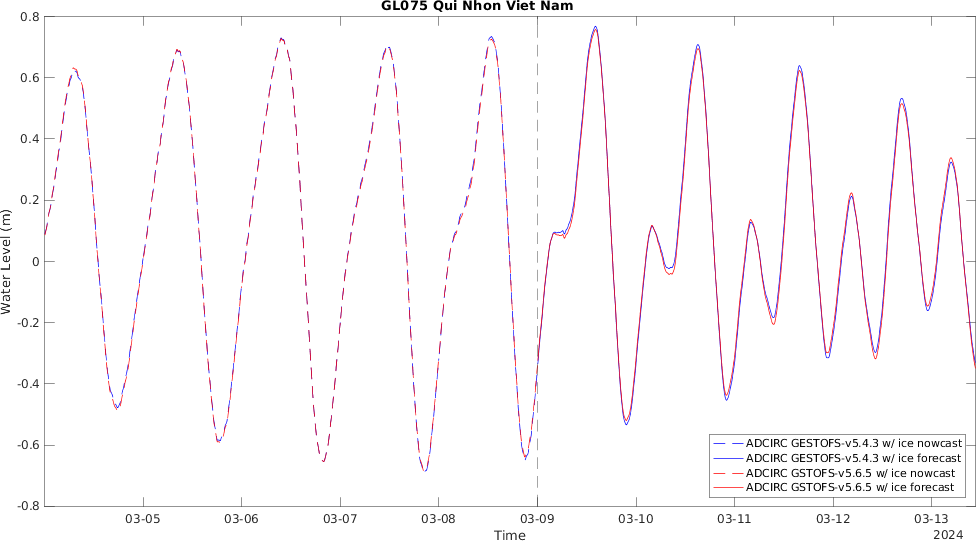 GL075 Qui Nhon Viet Nam
0.8
0.6
0.4
0.2
0
-0.2
-0.4
-0.6
-0.8
Water Level (m)
03-05
03-06
03-07
03-08
03-09
03-10
03-11
03-12
03-13
Time
2024
ADCIRC GESTOFS-v5.4.3 w/ ice nowcast
ADCIRC GESTOFS-v5.4.3 w/ ice forecast
ADCIRC GSTOFS-v5.6.5 w/ ice nowcast
ADCIRC GSTOFS-v5.6.5 w/ ice forecast